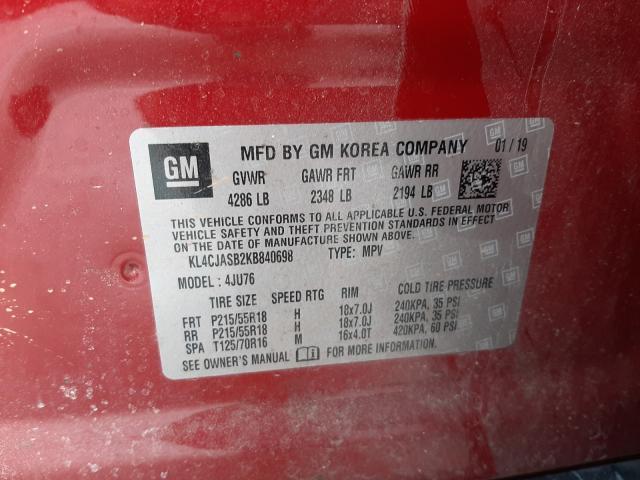 GM
MFD BY GM KOREA COMPANY 01 / 19
GVWR GAWR FRT GAWR RR
4286 LB 2348 LB 2194 LB
THIS VEHICLE CONFORMS TO ALL APPLICABLE U.S. FEDERAL MOTOR
VEHICLE SAFETY AND THEFT PREVENTION STANDARDS IN EFFECT
ON THE DATE OF MANUFACTURE SHOWN ABOVE.
KL4CJASB2KB840698 TYPE: MPV
MODEL: 4JU76
TIRE SIZE SPEED RTG RIM COLD TIRE PRESSURE
FRT P215/55R18 H 18x7.0J 240KPA, 35 PSI
RR P215/55R18 H 18x7.0J 240KPA, 35 PSI
SPA T125/70R16 M 16x4.0T 420KPA, 60 PSI
SEE OWNER'S MANUAL FOR MORE INFORMATION.